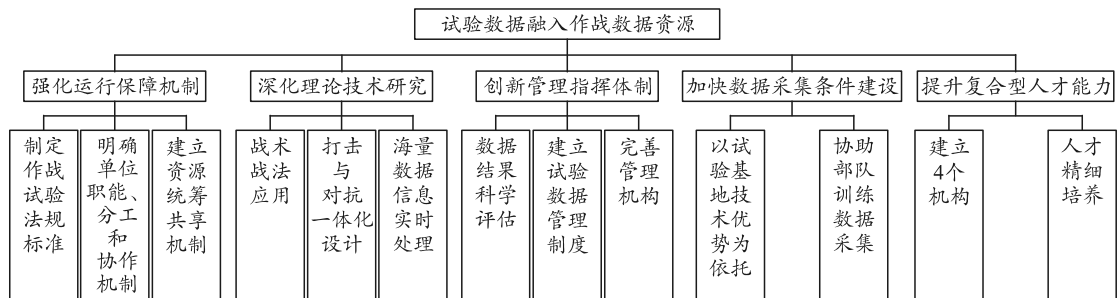 试验数据融入作战数据资源
强化运行保障机制
深化理论技术研究
创新管理指挥体制
加快数据采集条件建设
提升复合型人才能力
制定
作战
试验
法规
标准
明确
单位
职能、
分工
和
协作
机制
建立
资源
统筹
共享
机制
战术
战法
应用
打击
与
对抗
一体化
设计
海量
数据
信息
实时
处理
数据
结果
科学
评估
建立
试验
数据
管理
制度
完善
管理
机构
以试
验基
地技
术优
势为
依托
协助
部队
训练
数据
采集
建立
4个
机构
人才
精细
培养